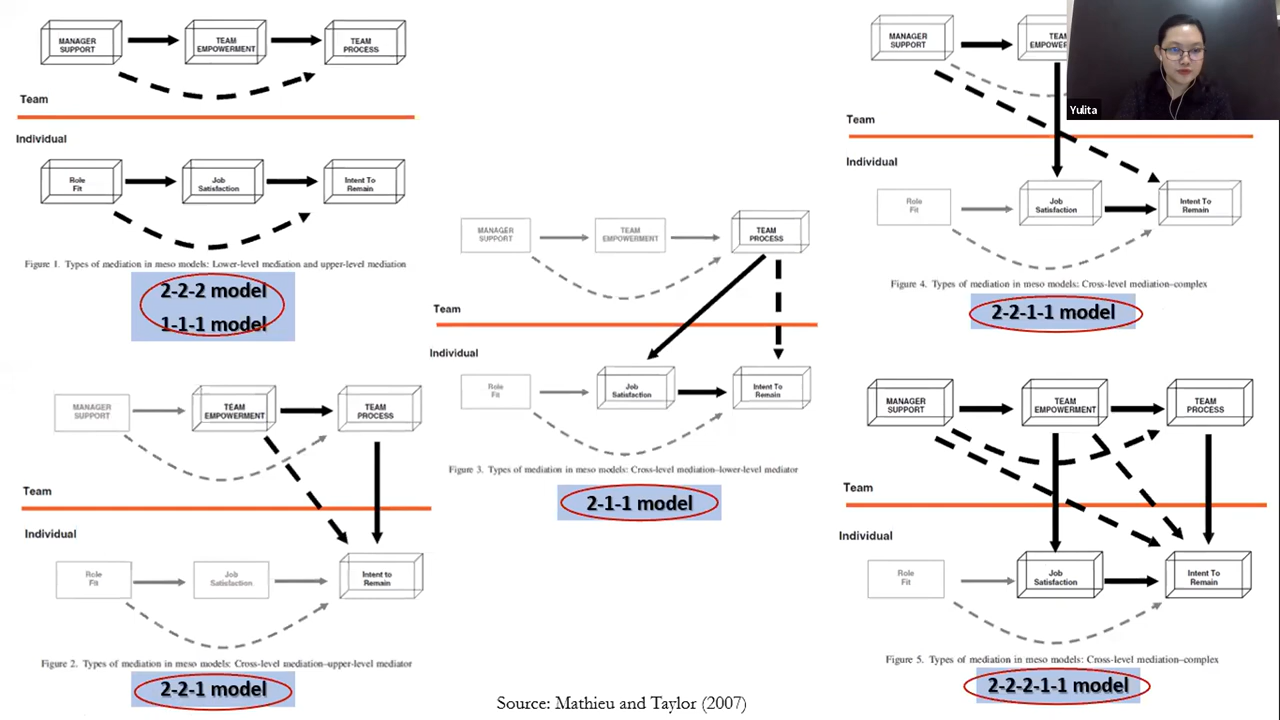 MANAGER
SUPPORT
TEAM
EMPOWERMENT
TEAM
PROCESS
Team
Individual
Role
Fit
Job
Satisfaction
Intent To
Remain
Figure 1. Types of mediation in meso models: Lower-level mediation and upper-level mediation
2-2-2 model
1-1-1 model
MANAGER
SUPPORT
TEAM
EMPOWERMENT
TEAM
PROCESS
Team
Individual
Role
Fit
Job
Satisfaction
Intent to
Remain
Figure 2. Types of mediation in meso models: Cross-level mediation–upper-level mediator
2-2-1 model
MANAGER
SUPPORT
TEAM
EMPOWERMENT
TEAM
PROCESS
Team
Individual
Role
Fit
Job
Satisfaction
Intent To
Remain
Figure 3. Types of mediation in meso models: Cross-level mediation–lower-level mediator
2-1-1 model
Source: Mathieu and Taylor (2007)
MANAGER
SUPPORT
TEAM
EMPOW
Yulita
Team
Individual
Role
Fit
Job
Satisfaction
Intent To
Remain
Figure 4. Types of mediation in meso models: Cross-level mediation–complex
2-2-1-1 model
MANAGER
SUPPORT
TEAM
EMPOWERMENT
TEAM
PROCESS
Team
Individual
Role
Fit
Job
Satisfaction
Intent To
Remain
Figure 5. Types of mediation in meso models: Cross-level mediation–complex
2-2-2-1-1 model